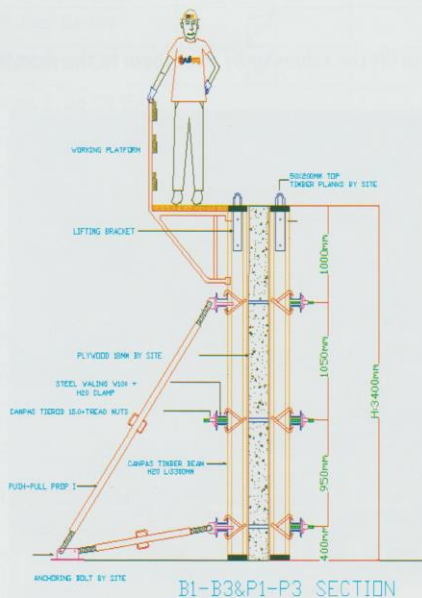 50X200MM TOP
TIMBER PLANKS BY SITE
WORKING PLATFORM
LIFTING BRACKET
1000mm
PLYWOOD 18MM BY SITE
1050mm
H:3400mm
STEEL WALING W100 +
H20 CLAMP
CANPAS TIEROD 15.0+TREAD NUTS
CANPAS TIMBER BEAM
H20 L:3300MM
950mm
PUSH-PULL PROP I
400mm
ANCHORING BOLT BY SITE
B1-B3&P1-P3 SECTION